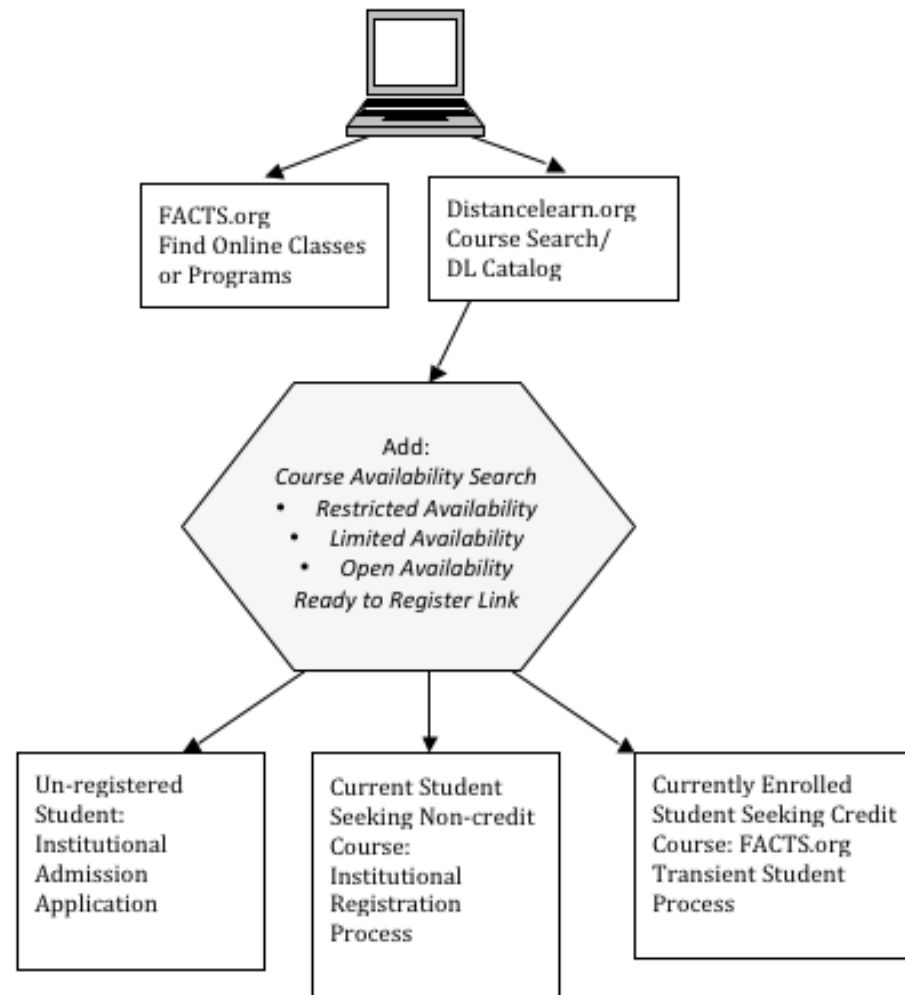 FACTS.org
Find Online Classes
or Programs
Distancelearn.org
Course Search/
DL Catalog
Add:
Course Availability Search
• Restricted Availability
• Limited Availability
• Open Availability
Ready to Register Link
Un-registered
Student:
Institutional
Admission
Application
Current Student
Seeking Non-credit
Course:
Institutional
Registration
Process
Currently Enrolled
Student Seeking Credit
Course: FACTS.org
Transient Student
Process